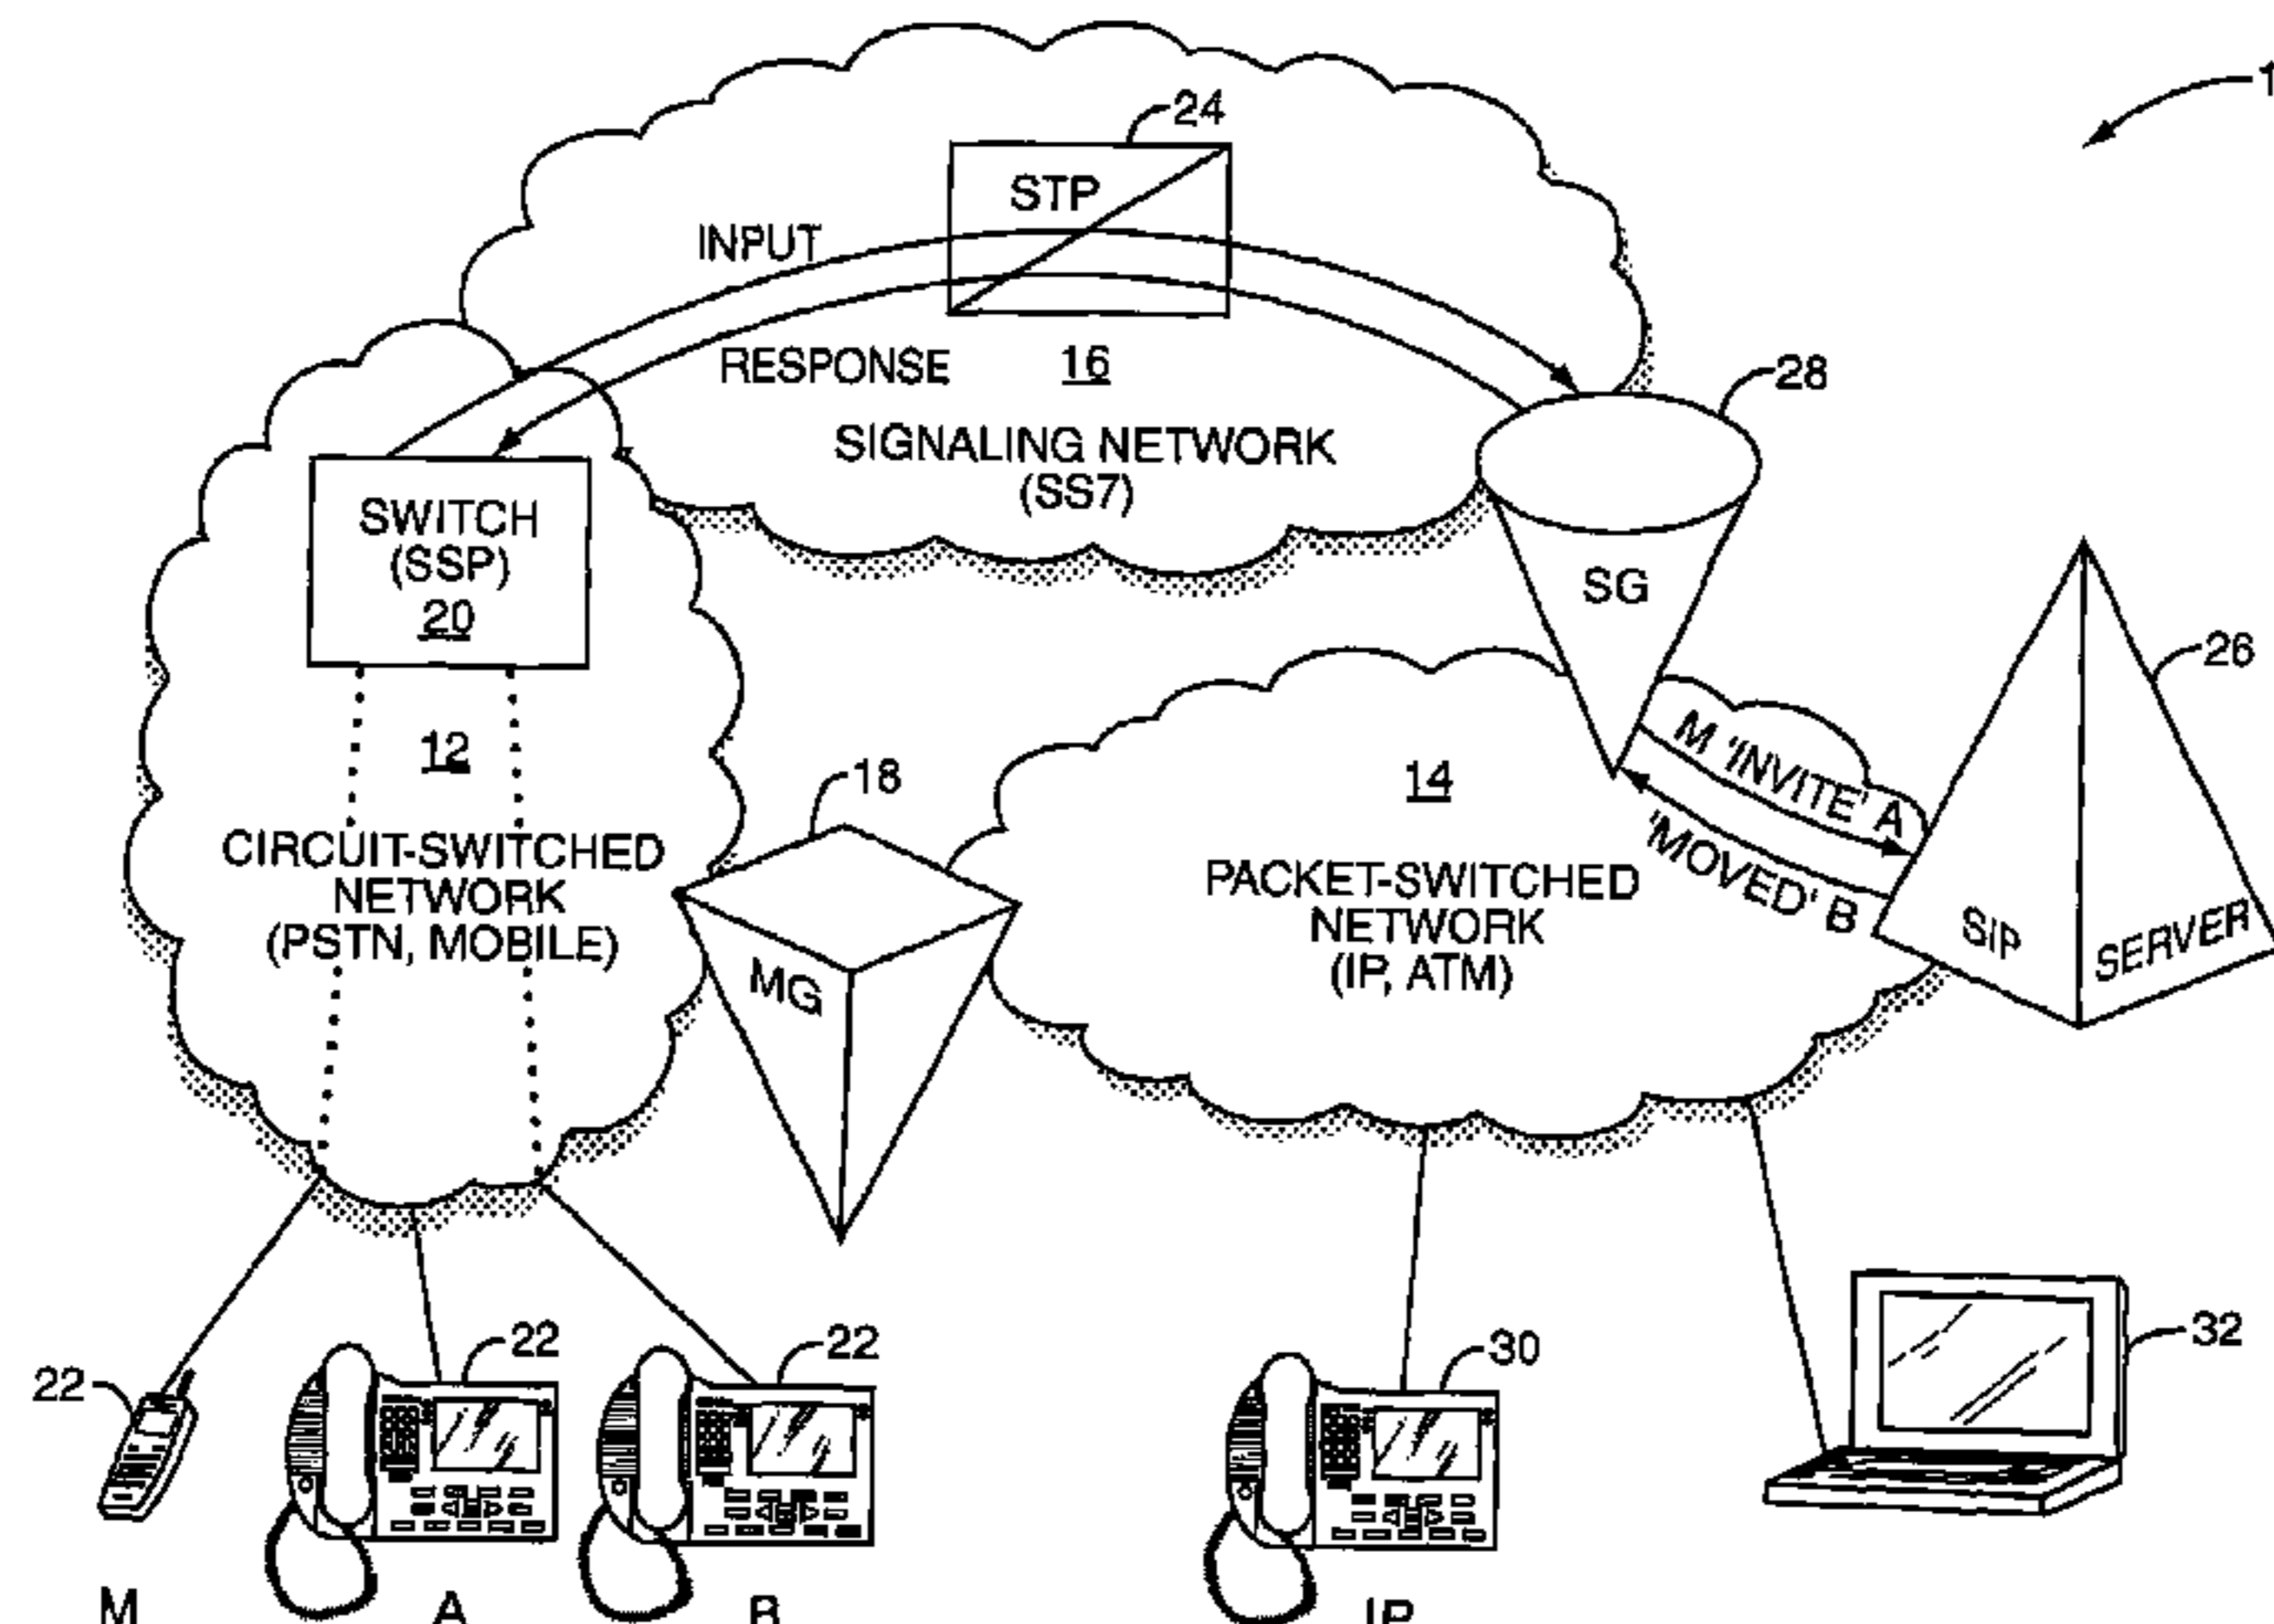 1
24
STP
INPUT
RESPONSE
16
28
SIGNALING NETWORK
(SS7)
SWITCH
(SSP)
20
SG
26
12
18
14
M 'INVITE' A
'MOVED' B
CIRCUIT-SWITCHED
NETWORK
(PSTN, MOBILE)
PACKET-SWITCHED
NETWORK
(IP, ATM)
MG
SIP
SERVER
22
22
22
30
32
M
A
B
IP